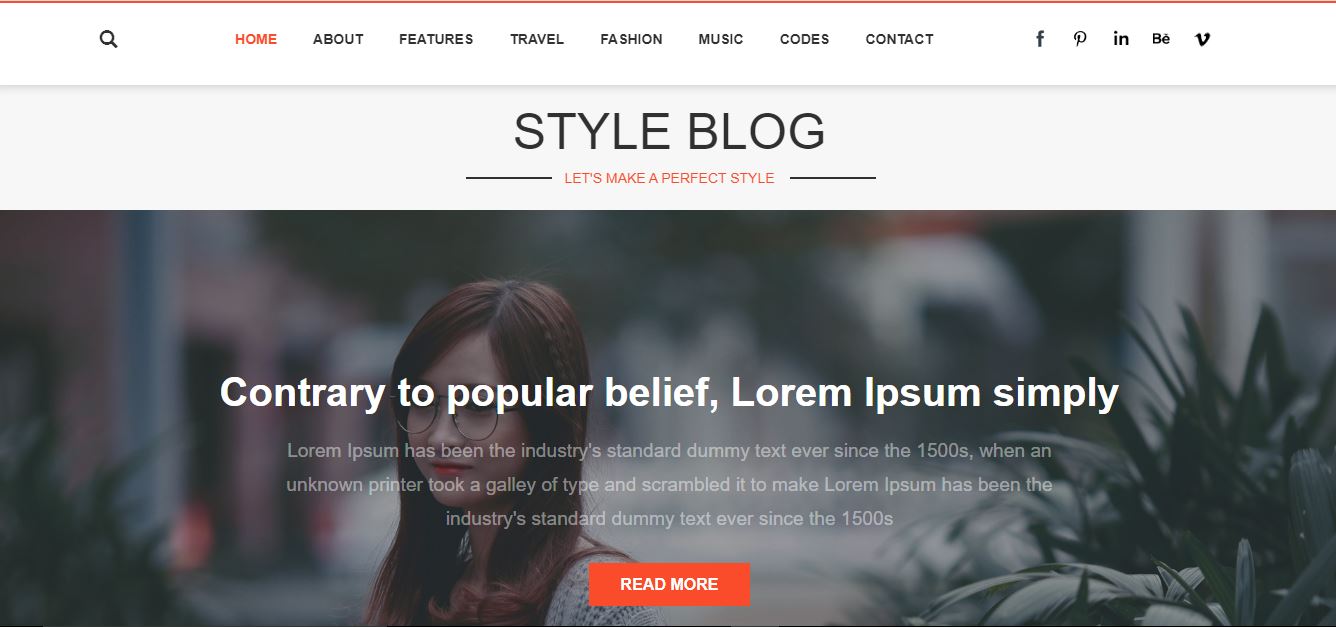 HOME ABOUT FEATURES TRAVEL FASHION MUSIC CODES CONTACT
STYLE BLOG
LET'S MAKE A PERFECT STYLE
Contrary to popular belief, Lorem Ipsum simply
Lorem Ipsum has been the industry's standard dummy text ever since the 1500s, when an
unknown printer took a galley of type and scrambled it to make Lorem Ipsum has been the
industry's standard dummy text ever since the 1500s
READ MORE